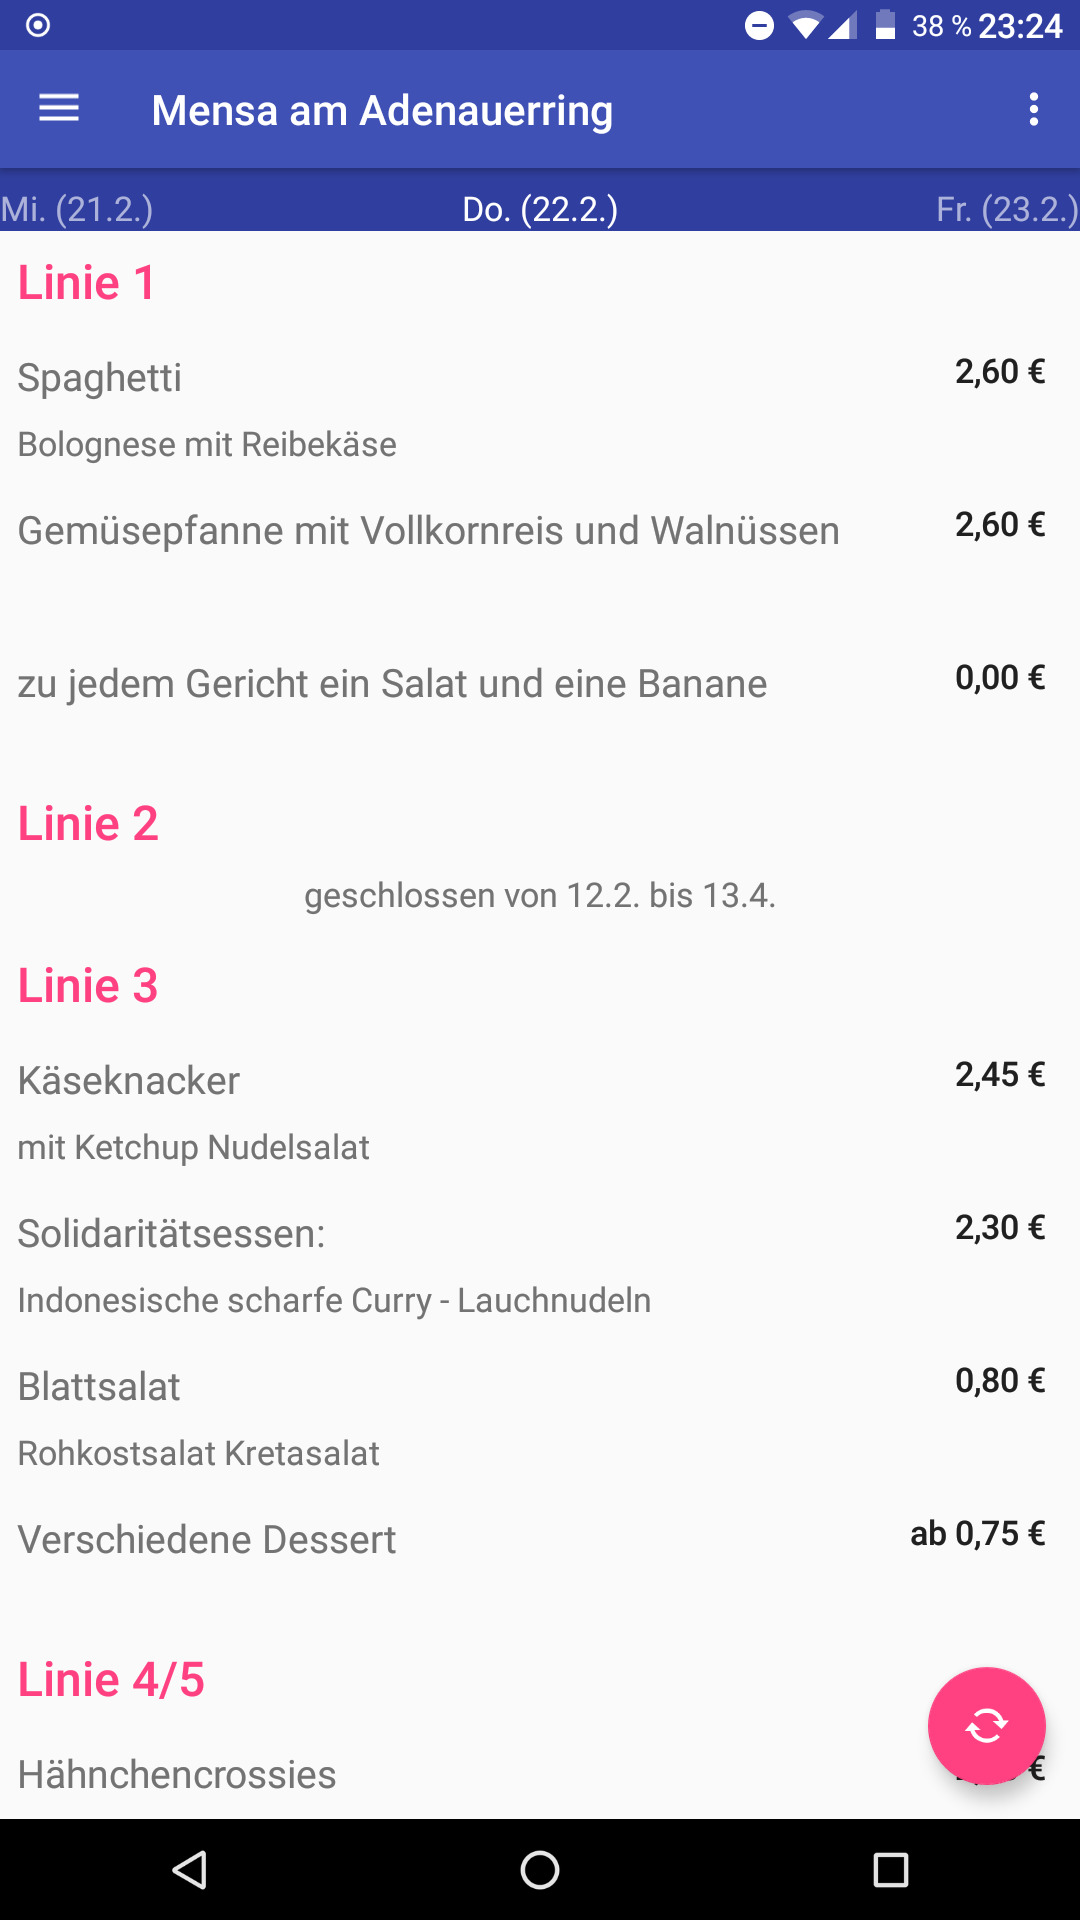 38 % 23:24
Mensa am Adenauerring
Mi. (21.2.) Do. (22.2.) Fr. (23.2.)
Linie 1
Spaghetti 2,60 €
Bolognese mit Reibekäse
Gemüsepfanne mit Vollkornreis und Walnüssen 2,60 €
zu jedem Gericht ein Salat und eine Banane 0,00 €
Linie 2
geschlossen von 12.2. bis 13.4.
Linie 3
Käseknacker 2,45 €
mit Ketchup Nudelsalat
Solidaritätsessen: 2,30 €
Indonesische scharfe Curry - Lauchnudeln
Blattsalat 0,80 €
Rohkostsalat Kretasalat
Verschiedene Dessert ab 0,75 €
Linie 4/5
Hähnchencrossies €